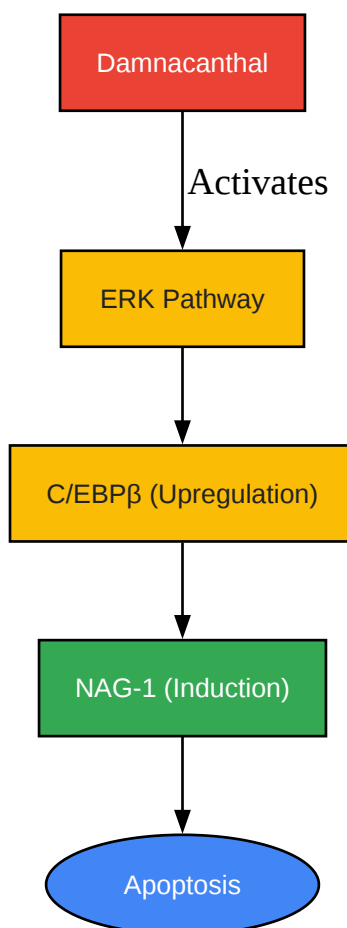 Damnacanthal
Activates
ERK Pathway
C/EBPβ (Upregulation)
NAG-1 (Induction)
Apoptosis